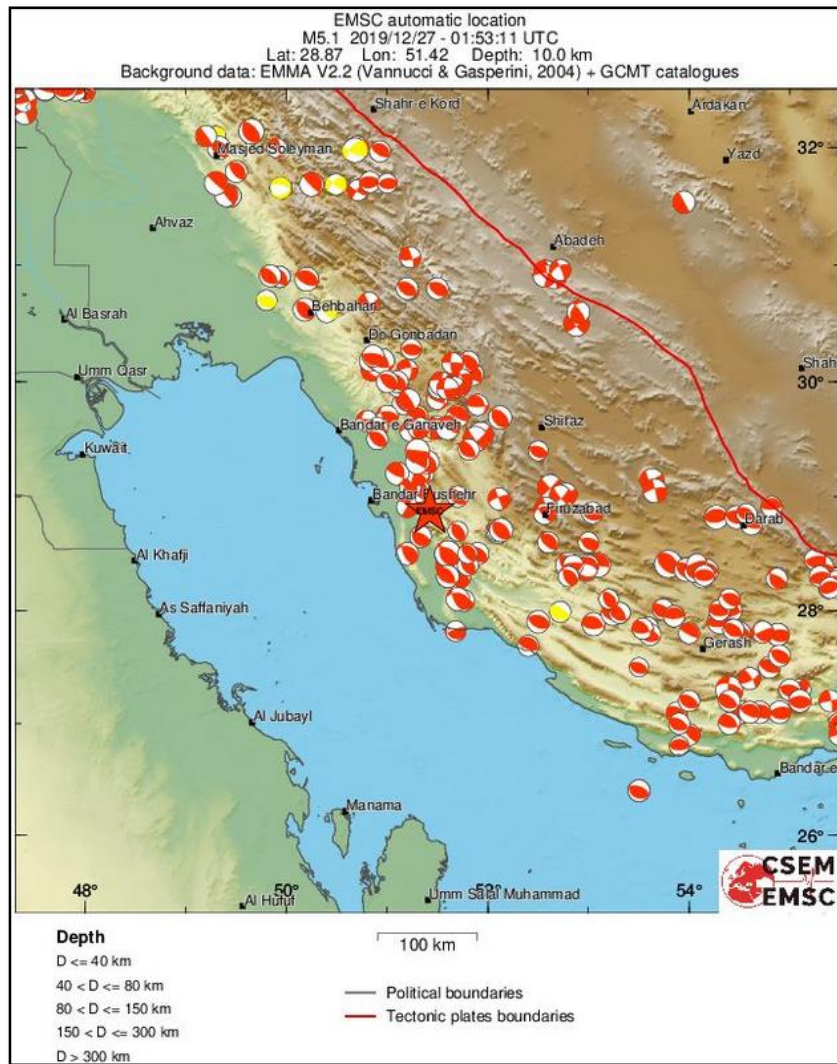 EMSC automatic location
M5.1 2019/12/27 - 01:53:11 UTC
Lat: 28.87 Lon: 51.42 Depth: 10.0 km
Background data: EMMA V2.2 (Vannucci & Gasperini, 2004) + GCMT catalogues
Shahr-e Kord
Ardakan
32°
Masjed Soleyman
Yazd
Ahvaz
Abadeh
Al Basrah
Behbahan
Do Gonbadan
Umm Qasr
30°
Shah
Bandar-e Ganaveh
Shiraz
Kuwait
Bandar Bushehr
EMSC
Firuzabad
Darab
Al Khafji
As Saffaniyah
28°
Gerash
Al Jubayl
Bandar-e
Manama
26°
48°
50°
52°
54°
CSEM
EMSC
Al Hufuf
Umm Salal Muhammad
Depth
D <= 40 km
40 < D <= 80 km
80 < D <= 150 km
150 < D <= 300 km
D > 300 km
100 km
Political boundaries
Tectonic plates boundaries